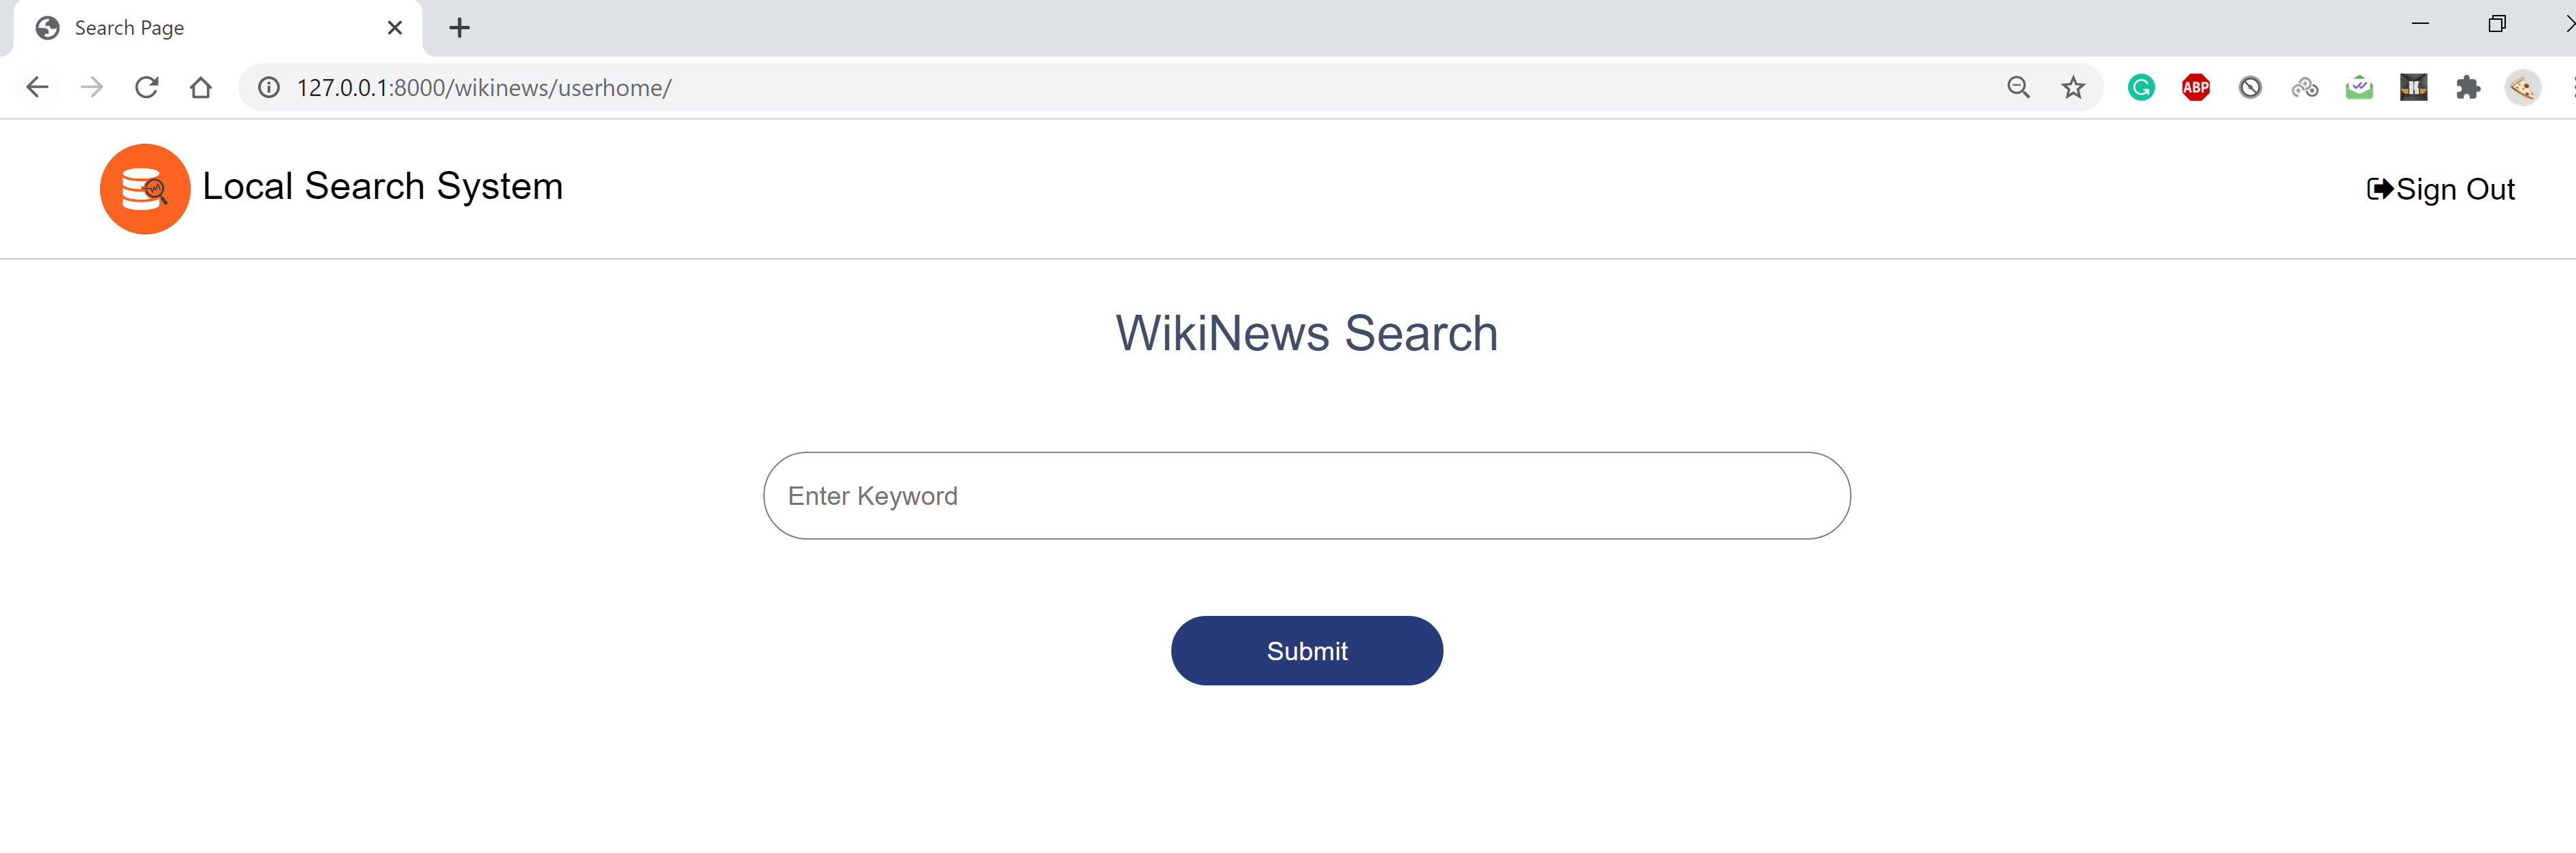 Search Page
127.0.0.1:8000/wikinews/userhome/
ABP
Local Search System
Sign Out
WikiNews Search
Enter Keyword
Submit